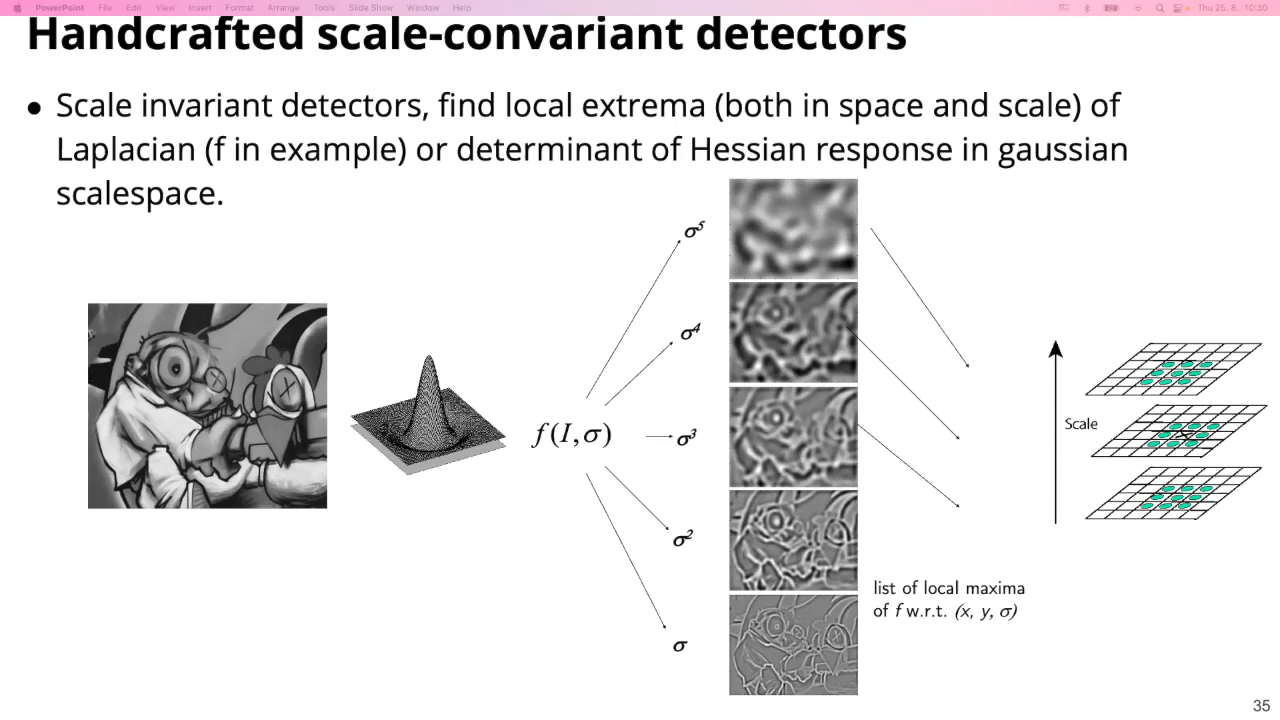 PowerPoint File Edit View Insert Format Arrange Tools Slide Show Window Help Thu 25. 8. 10:30
Handcrafted scale-convariant detectors
• Scale invariant detectors, find local extrema (both in space and scale) of
Laplacian (f in example) or determinant of Hessian response in gaussian
scalespace.
σ⁵
σ⁴
f(I,σ)
σ³
σ²
σ
Scale
list of local maxima
of f w.r.t. (x, y, σ)
35